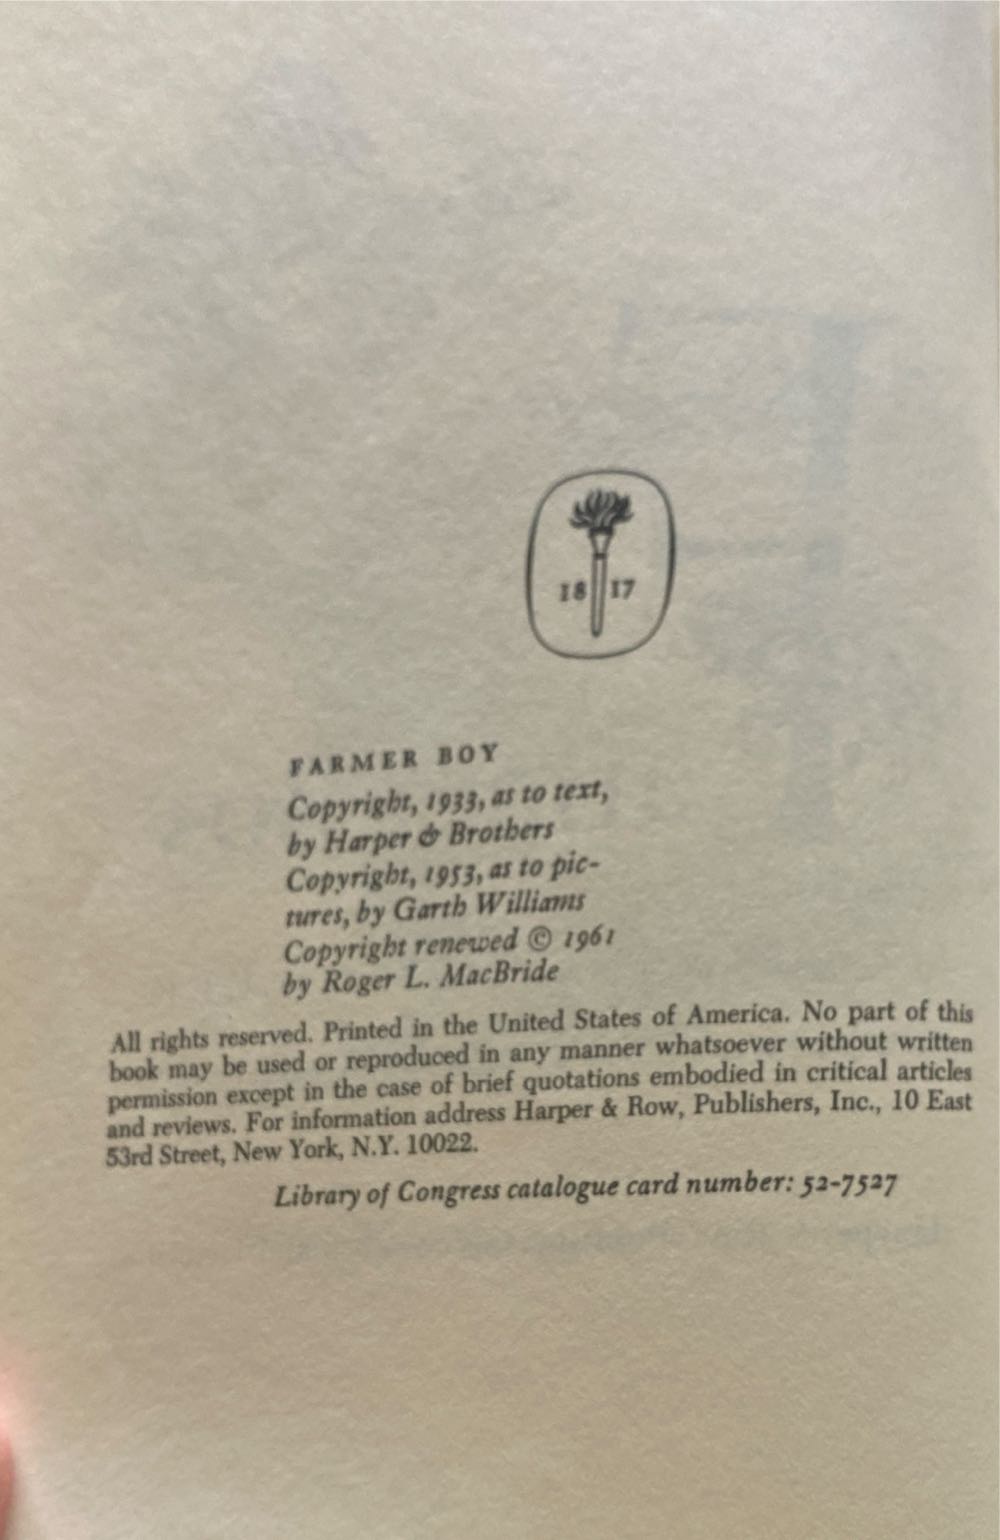 18 17
FARMER BOY
Copyright, 1933, as to text,
by Harper & Brothers
Copyright, 1953, as to pic-
tures, by Garth Williams
Copyright renewed © 1961
by Roger L. MacBride
All rights reserved. Printed in the United States of America. No part of this
book may be used or reproduced in any manner whatsoever without written
permission except in the case of brief quotations embodied in critical articles
and reviews. For information address Harper & Row, Publishers, Inc., 10 East
53rd Street, New York, N.Y. 10022.
Library of Congress catalogue card number: 52-7527